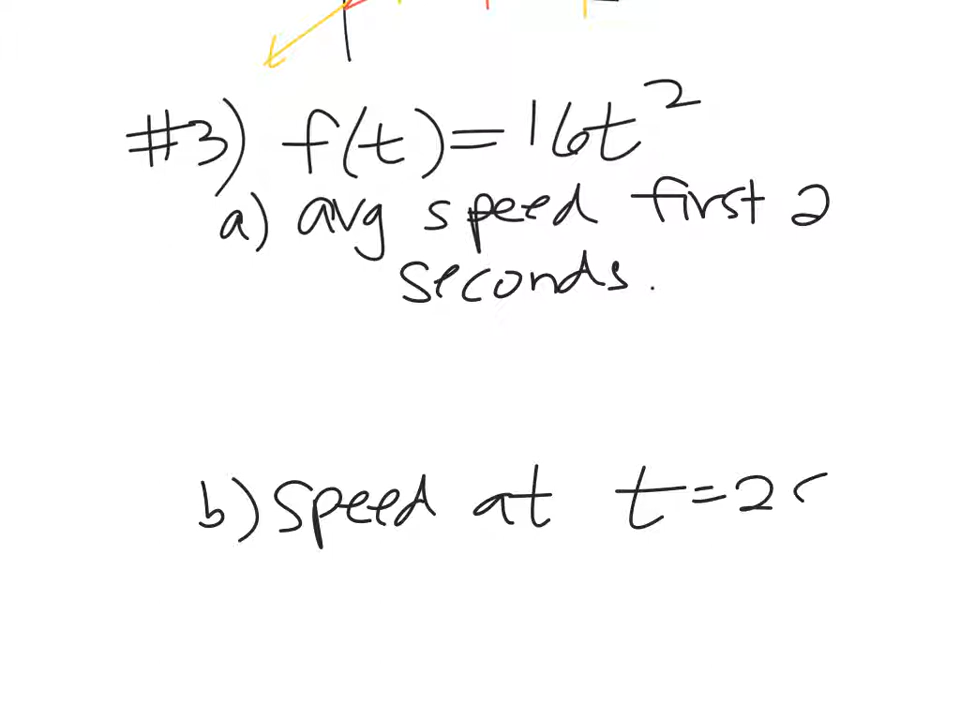 #3) f(t) = 16t²
a) avg speed first 2
seconds.
b) Speed at t=2